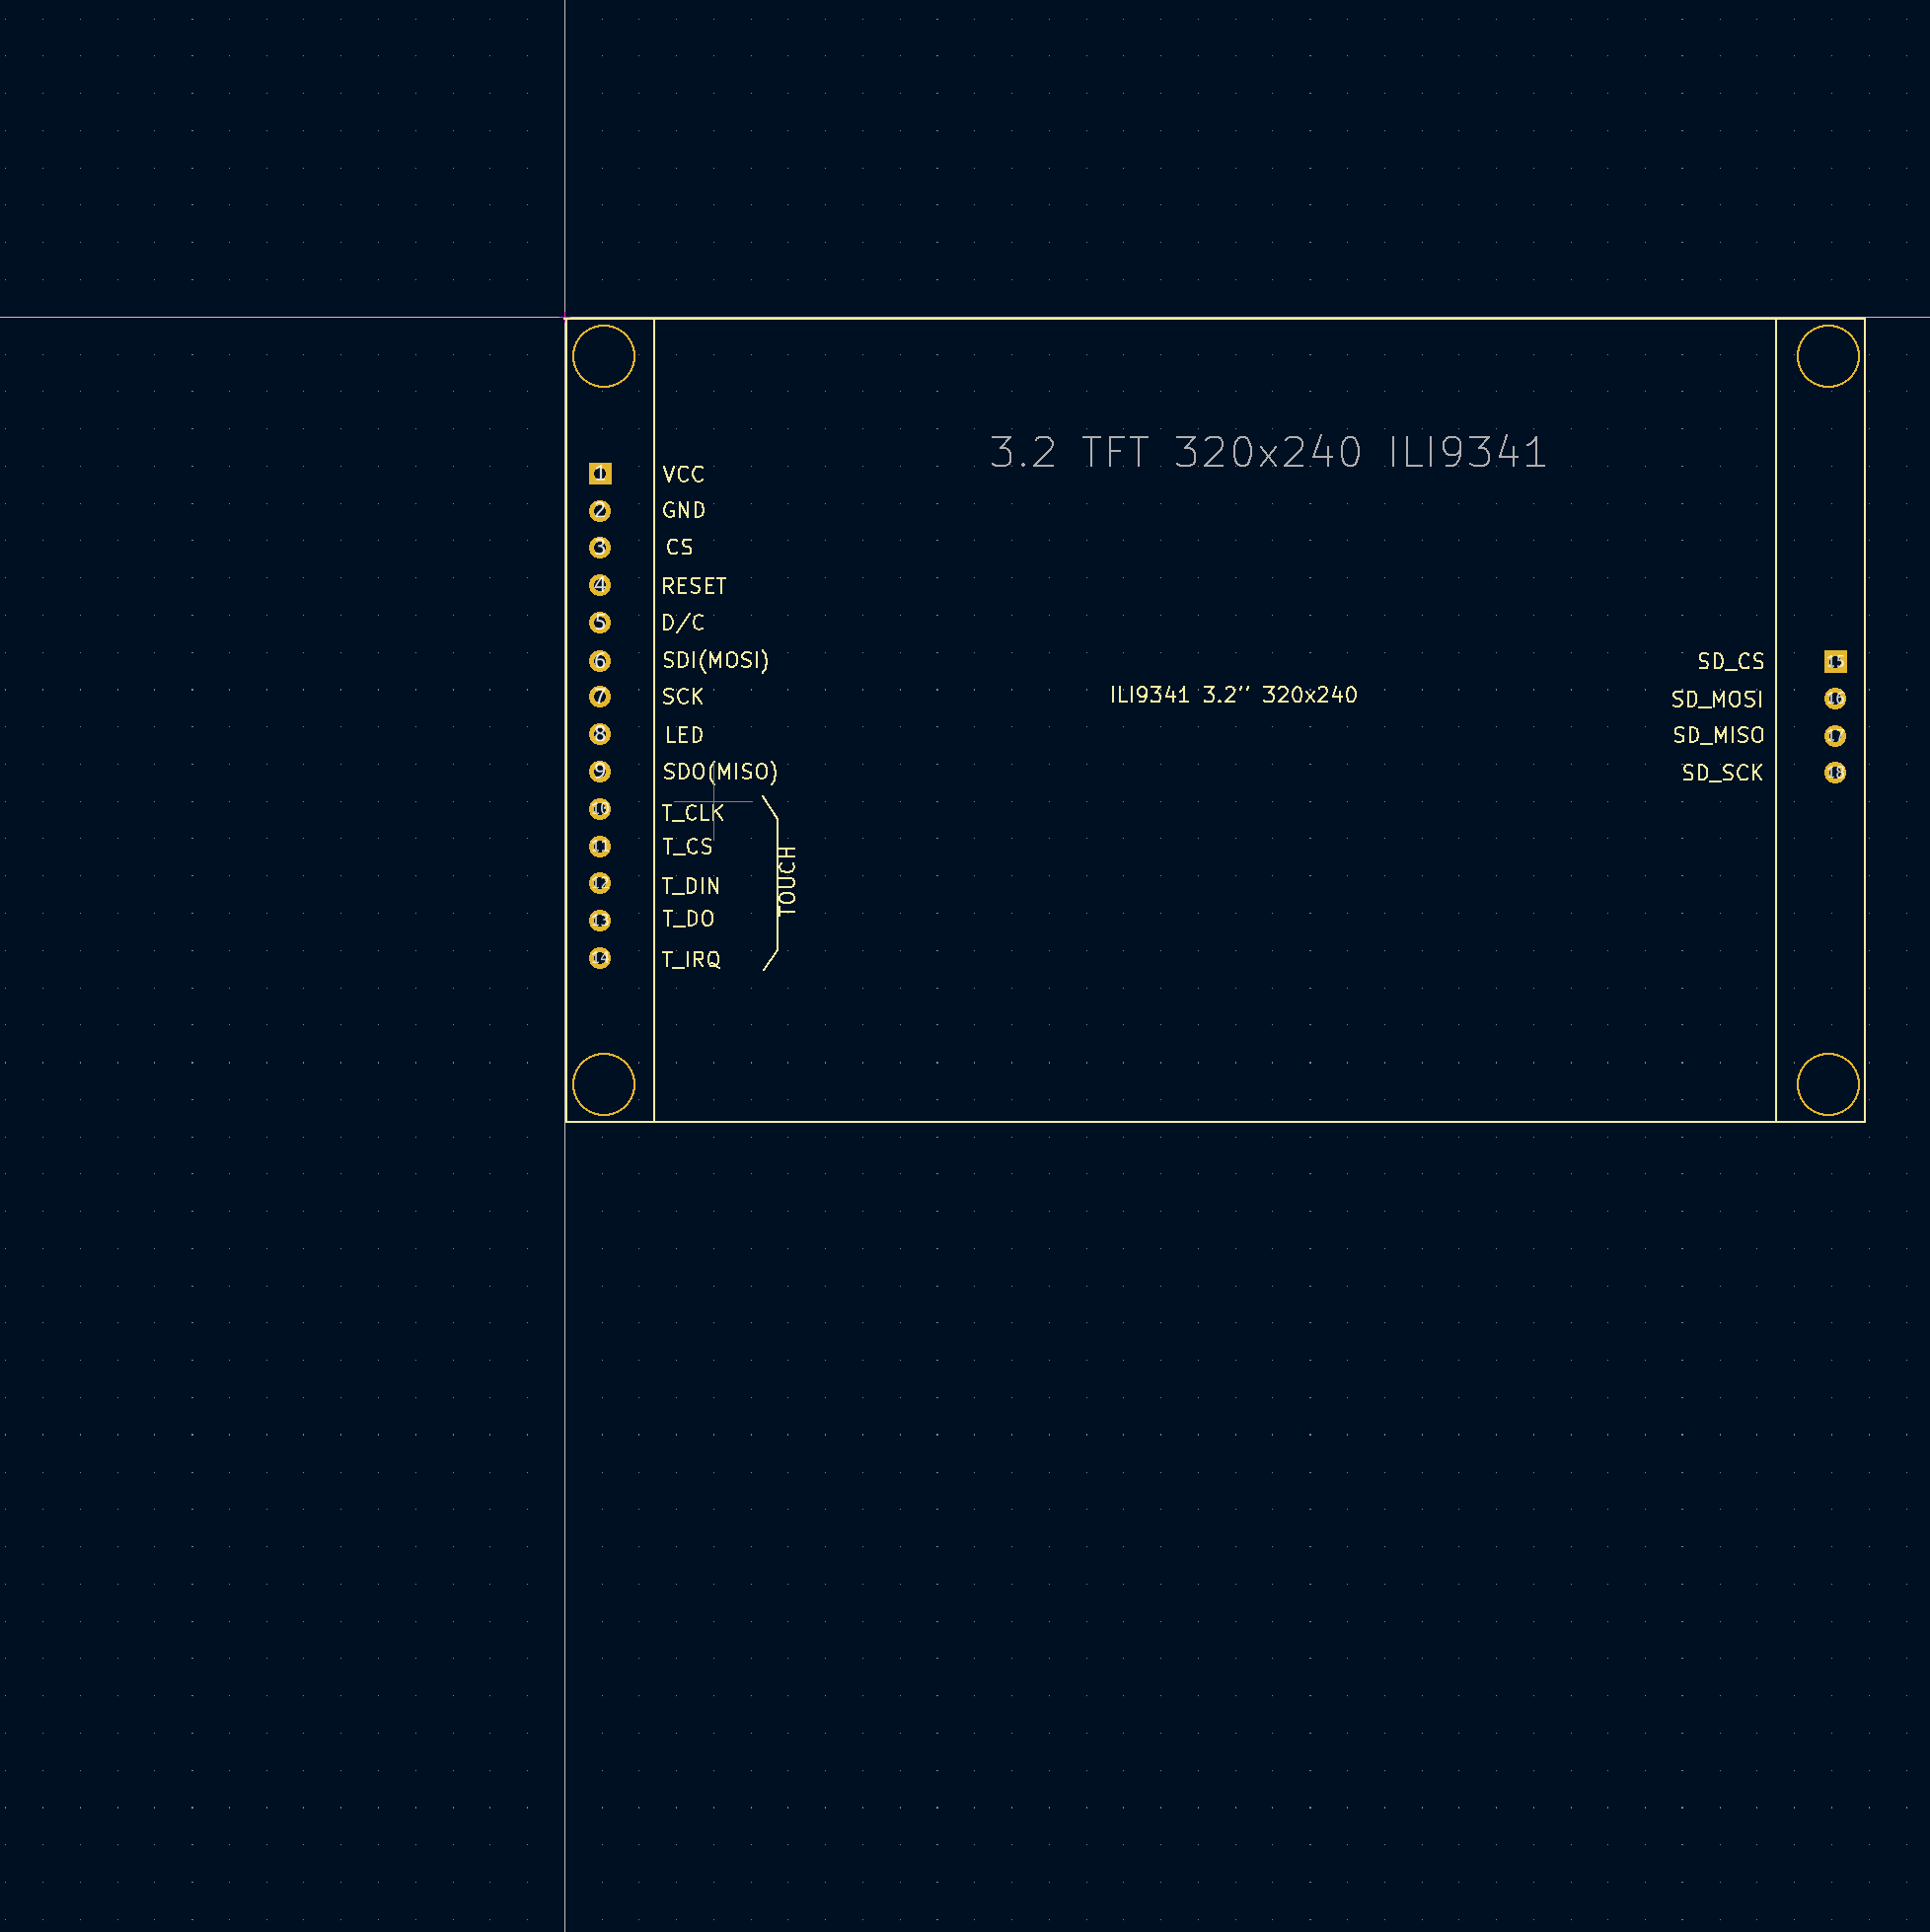 3.2 TFT 320x240 ILI9341
1 VCC
2 GND
3 CS
4 RESET
5 D/C
6 SDI(MOSI)
7 SCK
8 LED
9 SDO(MISO)
10 T_CLK
11 T_CS
12 T_DIN
13 T_DO
14 T_IRQ
TOUCH
ILI9341 3.2'' 320x240
SD_CS 15
SD_MOSI 16
SD_MISO 17
SD_SCK 18